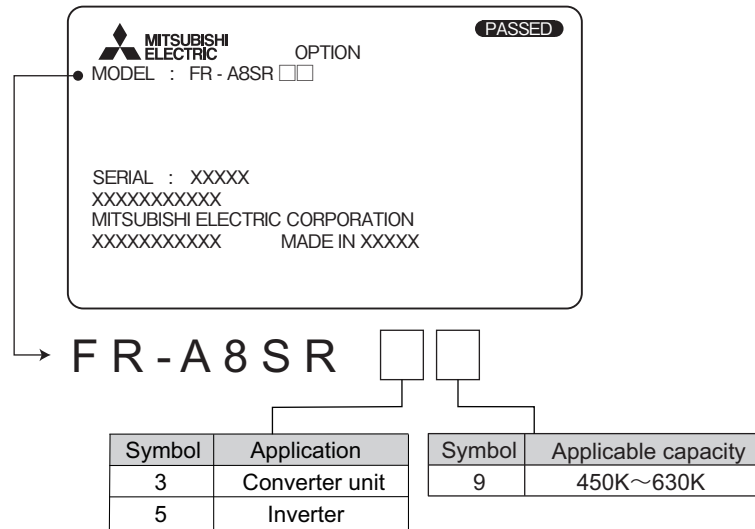 PASSED
MITSUBISHI
ELECTRIC
OPTION
MODEL : FR - A8SR □□
SERIAL : XXXXX
XXXXXXXXXXX
MITSUBISHI ELECTRIC CORPORATION
XXXXXXXXXXX MADE IN XXXXX
FR-A8SR □ □
Symbol Application
3 Converter unit
5 Inverter
Symbol Applicable capacity
9 450K～630K